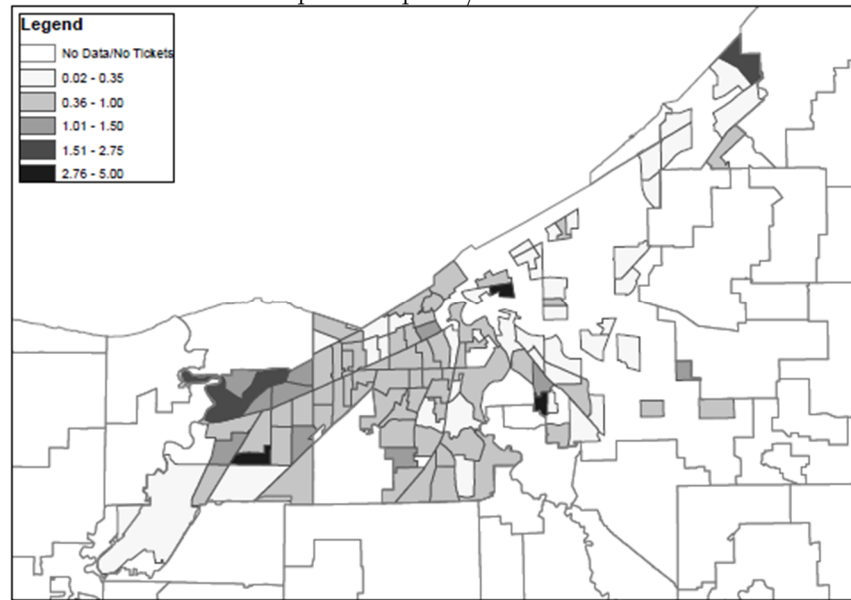 Legend
No Data/No Tickets
0.02 - 0.35
0.36 - 1.00
1.01 - 1.50
1.51 - 2.75
2.76 - 5.00